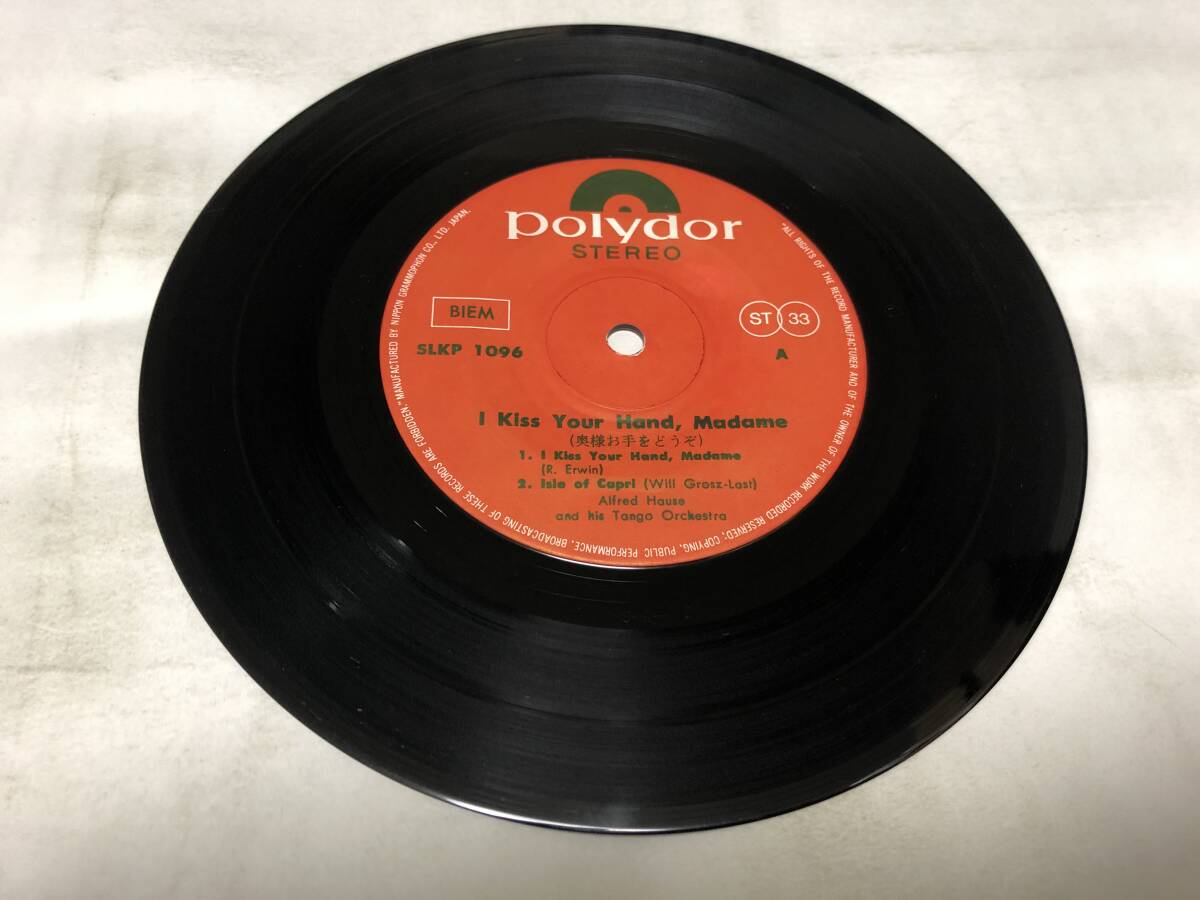 polydor
STEREO
BIEM
ST 33
SLKP 1096
A
I Kiss Your Hand, Madame
(奥様お手をどうぞ)
1. I Kiss Your Hand, Madame
(R. Erwin)
2. Isle of Capri (Will Grosz-Last)
Alfred Hause
and his Tango Orchestra
"ALL RIGHTS OF THE RECORD MANUFACTURER AND OF THE OWNER OF THE WORK RECORDED RESERVED; COPYING, PUBLIC PERFORMANCE, BROADCASTING OF THESE RECORDS ARE FORBIDDEN." MANUFACTURED BY NIPPON GRAMMOPHON CO., LTD. JAPAN.